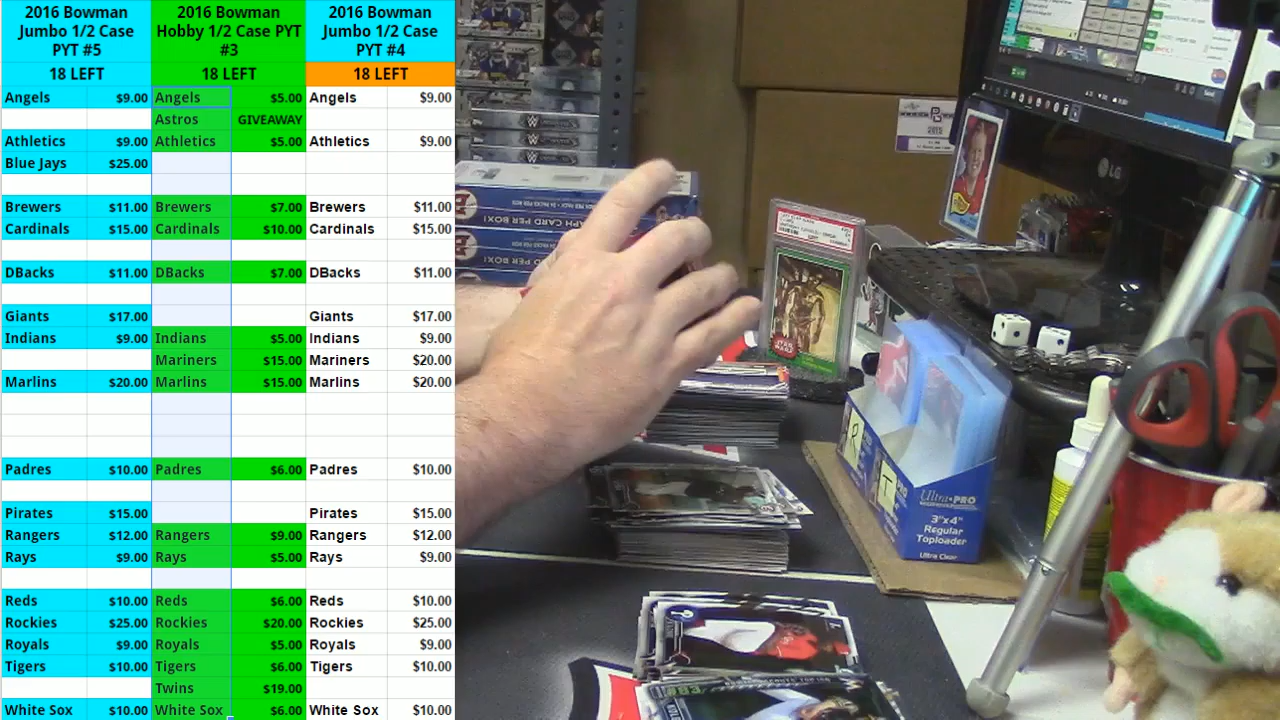 2016 Bowman Jumbo 1/2 Case PYT #5
2016 Bowman Hobby 1/2 Case PYT #3
2016 Bowman Jumbo 1/2 Case PYT #4
18 LEFT 18 LEFT 18 LEFT
Angels $9.00 Angels $5.00 Angels $9.00
Astros GIVEAWAY
Athletics $9.00 Athletics $5.00 Athletics $9.00
Blue Jays $25.00
Brewers $11.00 Brewers $7.00 Brewers $11.00
Cardinals $15.00 Cardinals $10.00 Cardinals $15.00
DBacks $11.00 DBacks $7.00 DBacks $11.00
Giants $17.00 Giants $17.00
Indians $9.00 Indians $5.00 Indians $9.00
Mariners $15.00 Mariners $20.00
Marlins $20.00 Marlins $15.00 Marlins $20.00
Padres $10.00 Padres $6.00 Padres $10.00
Pirates $15.00 Pirates $15.00
Rangers $12.00 Rangers $9.00 Rangers $12.00
Rays $9.00 Rays $5.00 Rays $9.00
Reds $10.00 Reds $6.00 Reds $10.00
Rockies $25.00 Rockies $20.00 Rockies $25.00
Royals $9.00 Royals $5.00 Royals $9.00
Tigers $10.00 Tigers $6.00 Tigers $10.00
Twins $19.00
White Sox $10.00 White Sox $6.00 White Sox $10.00
LG
STAR WARS
R
T
Ultra-PRO
3"x4"
Regular
Toploader
Ultra Clear
#83